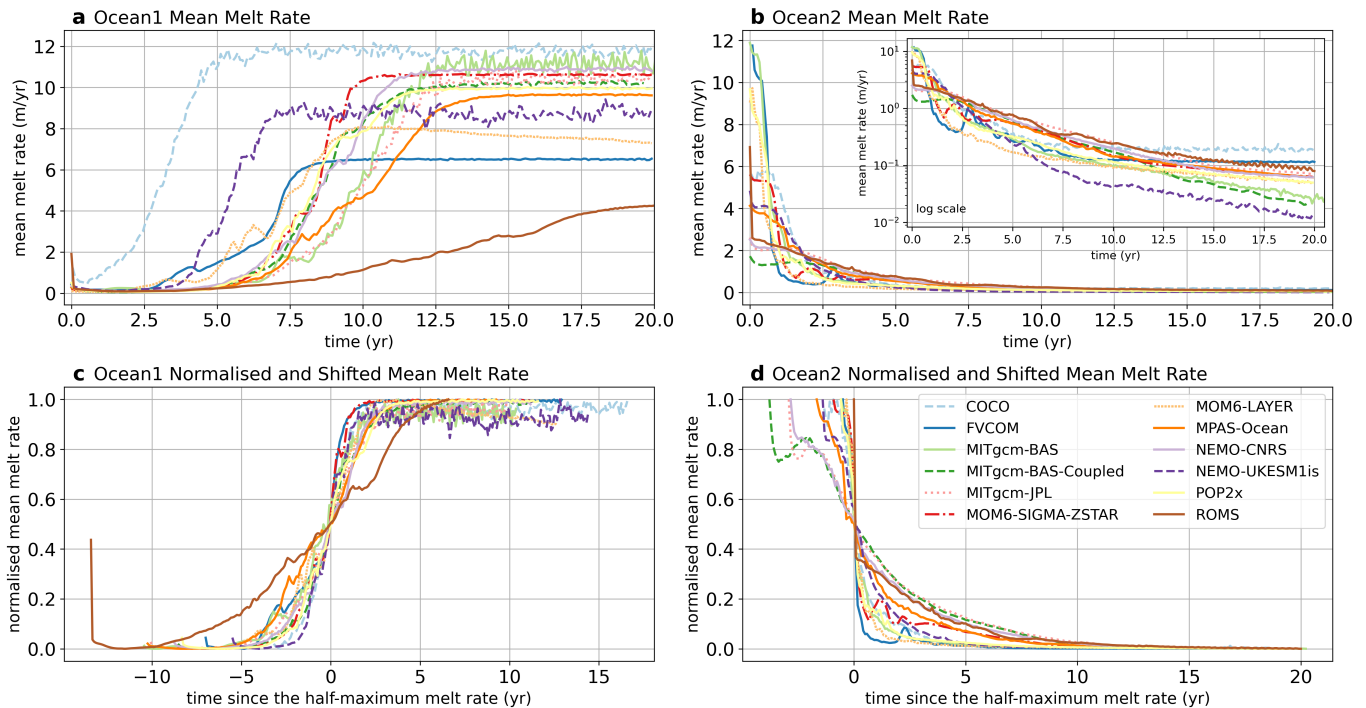 a Ocean1 Mean Melt Rate
mean melt rate (m/yr)
12
10
8
6
4
2
0
0.0 2.5 5.0 7.5 10.0 12.5 15.0 17.5 20.0
time (yr)
b Ocean2 Mean Melt Rate
mean melt rate (m/yr)
12
10
8
6
4
2
0
0.0 2.5 5.0 7.5 10.0 12.5 15.0 17.5 20.0
time (yr)
mean melt rate (m/yr)
10^1
10^0
10^−1
10^−2
log scale
0.0 2.5 5.0 7.5 10.0 12.5 15.0 17.5 20.0
time (yr)
c Ocean1 Normalised and Shifted Mean Melt Rate
normalised mean melt rate
1.0
0.8
0.6
0.4
0.2
0.0
−10 −5 0 5 10 15
time since the half-maximum melt rate (yr)
d Ocean2 Normalised and Shifted Mean Melt Rate
normalised mean melt rate
1.0
0.8
0.6
0.4
0.2
0.0
0 5 10 15 20
time since the half-maximum melt rate (yr)
COCO
FVCOM
MITgcm-BAS
MITgcm-BAS-Coupled
MITgcm-JPL
MOM6-SIGMA-ZSTAR
MOM6-LAYER
MPAS-Ocean
NEMO-CNRS
NEMO-UKESM1is
POP2x
ROMS